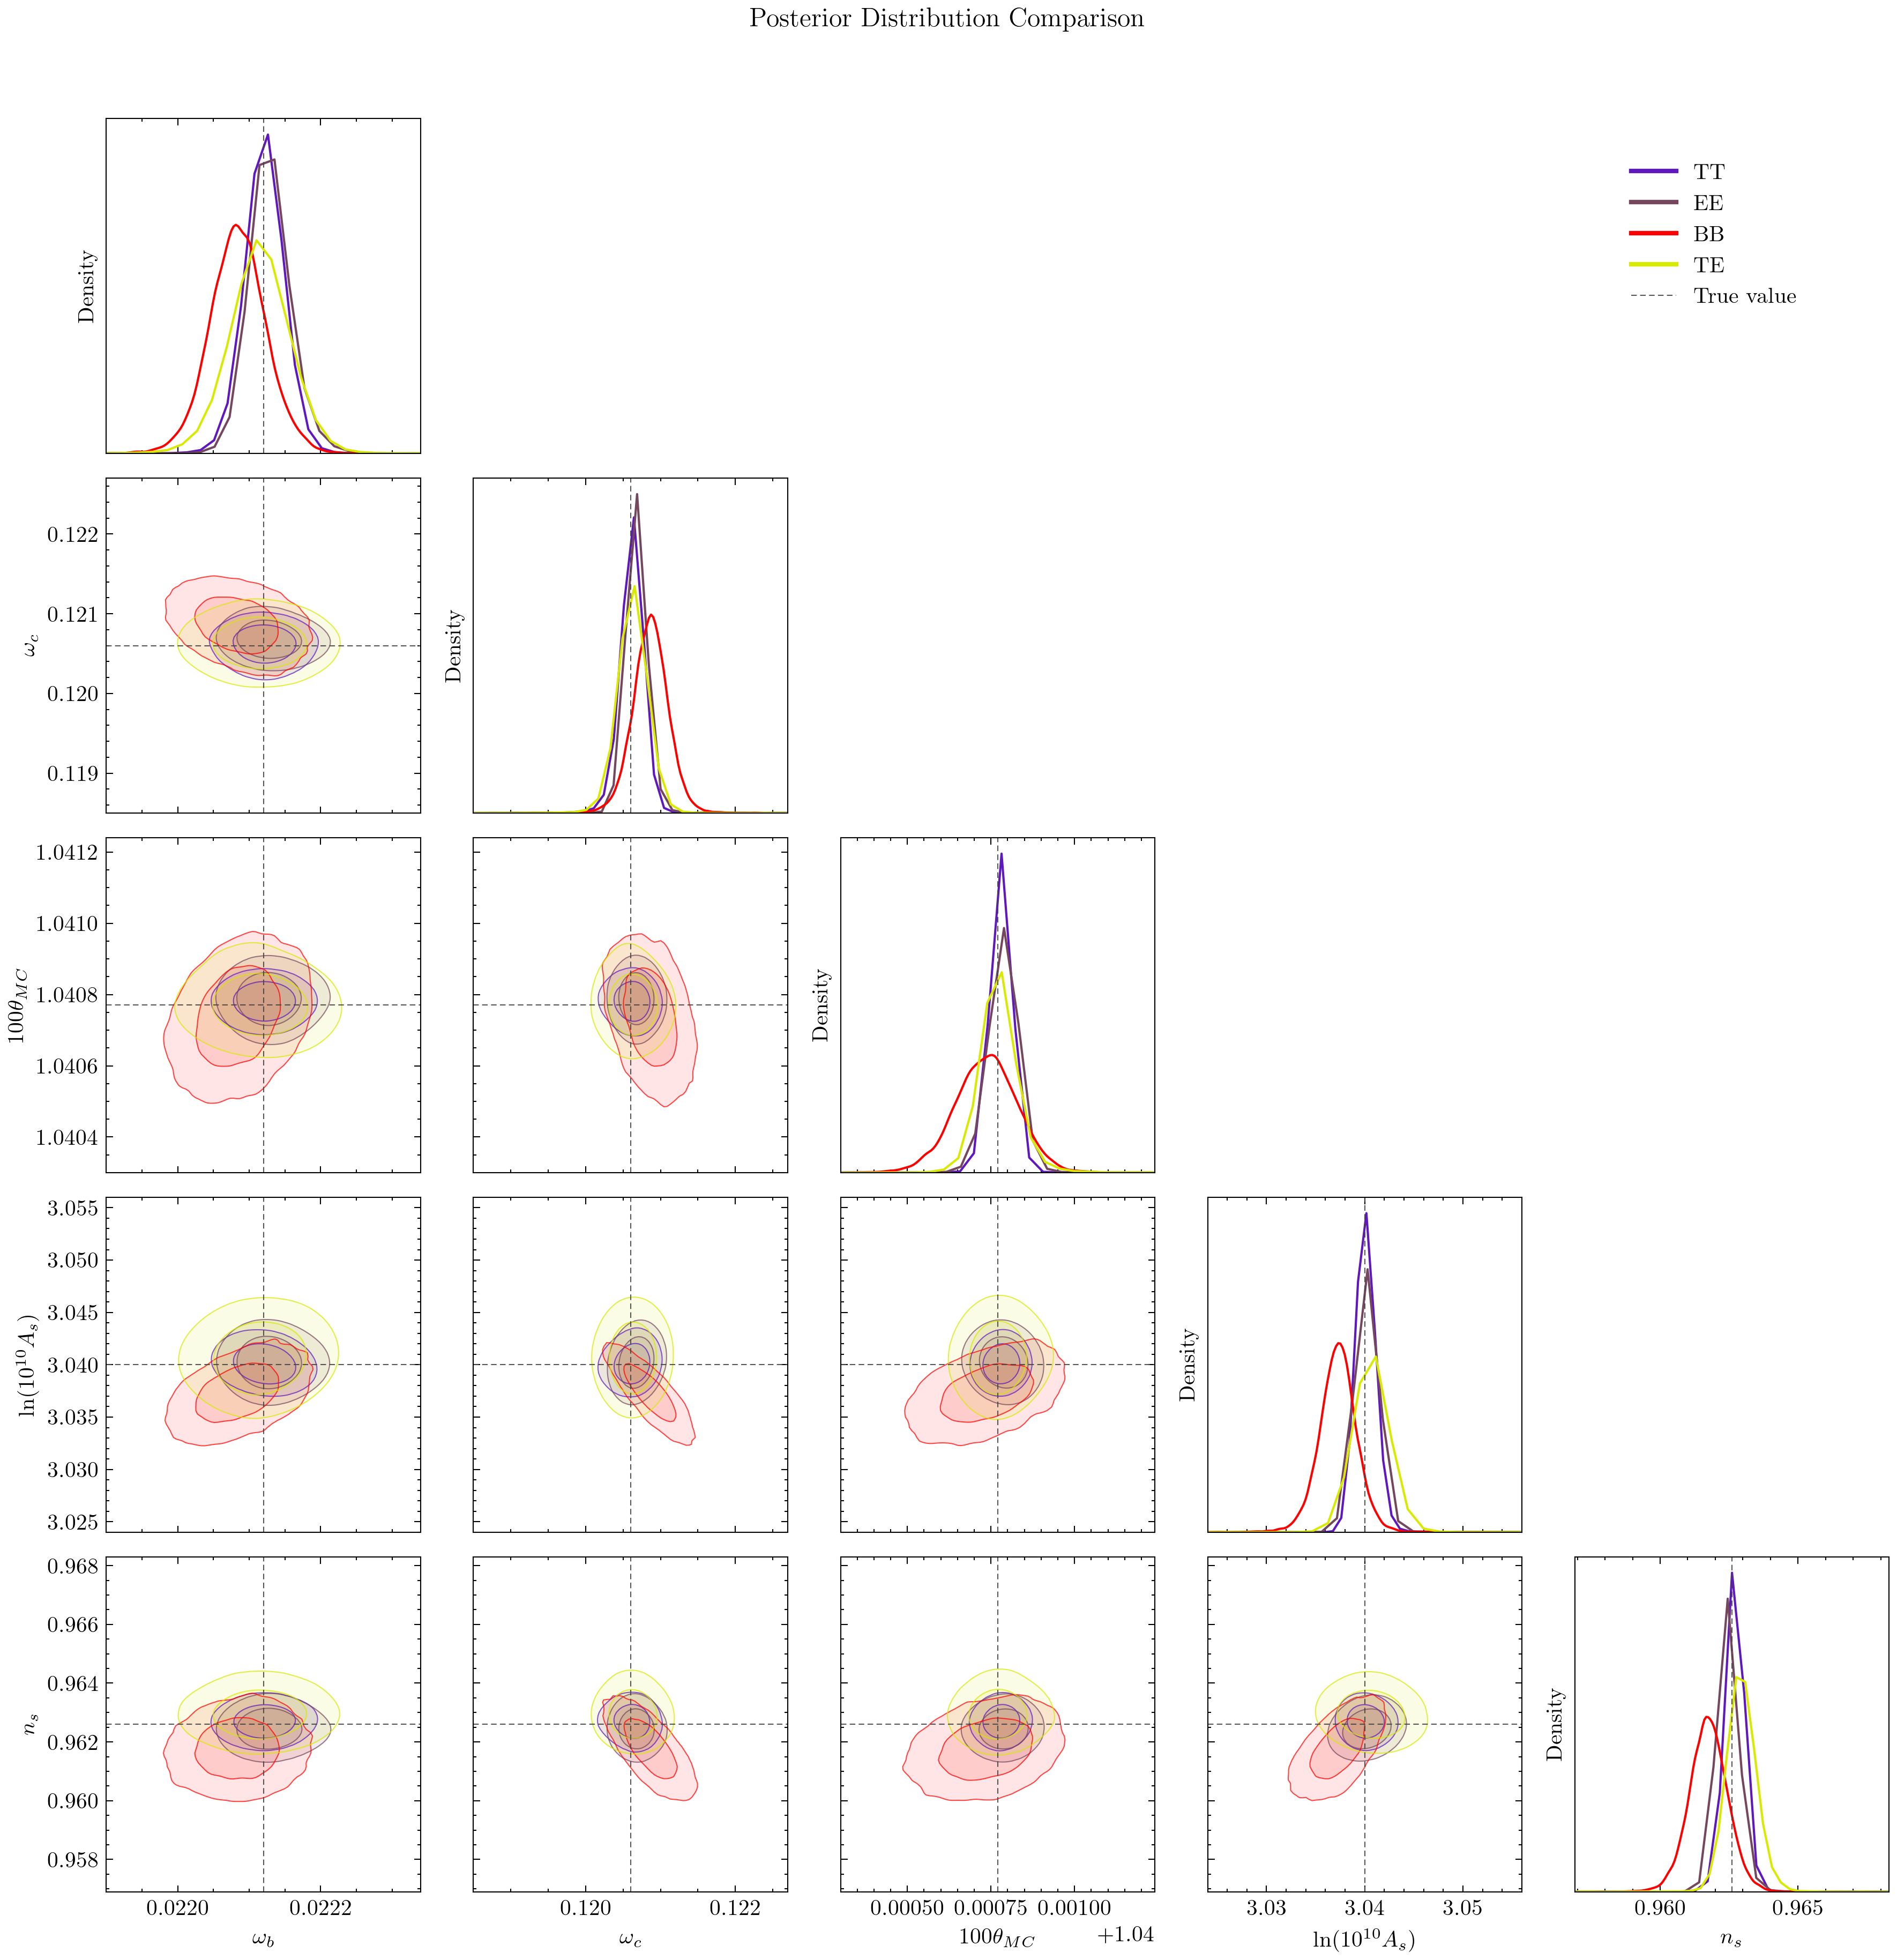 Posterior Distribution Comparison
TT
EE
BB
TE
True value
Density
0.122
0.121
0.120
0.119
ω_c
Density
1.0412
1.0410
1.0408
1.0406
1.0404
100θ_{MC}
Density
3.055
3.050
3.045
3.040
3.035
3.030
3.025
ln(10^{10}A_s)
Density
0.968
0.966
0.964
0.962
0.960
0.958
n_s
Density
0.0220 0.0222
0.120 0.122
0.00050 0.00075 0.00100
3.03 3.04 3.05
0.960 0.965
+1.04
ω_b
ω_c
100θ_{MC}
ln(10^{10}A_s)
n_s